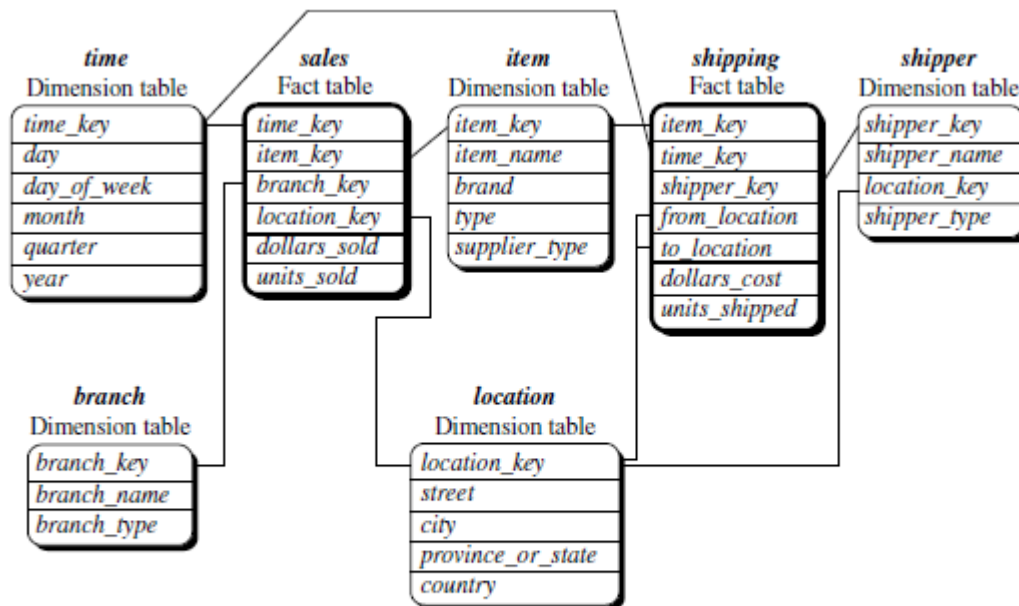 time
Dimension table
time_key
day
day_of_week
month
quarter
year
sales
Fact table
time_key
item_key
branch_key
location_key
dollars_sold
units_sold
item
Dimension table
item_key
item_name
brand
type
supplier_type
shipping
Fact table
item_key
time_key
shipper_key
from_location
to_location
dollars_cost
units_shipped
shipper
Dimension table
shipper_key
shipper_name
location_key
shipper_type
branch
Dimension table
branch_key
branch_name
branch_type
location
Dimension table
location_key
street
city
province_or_state
country